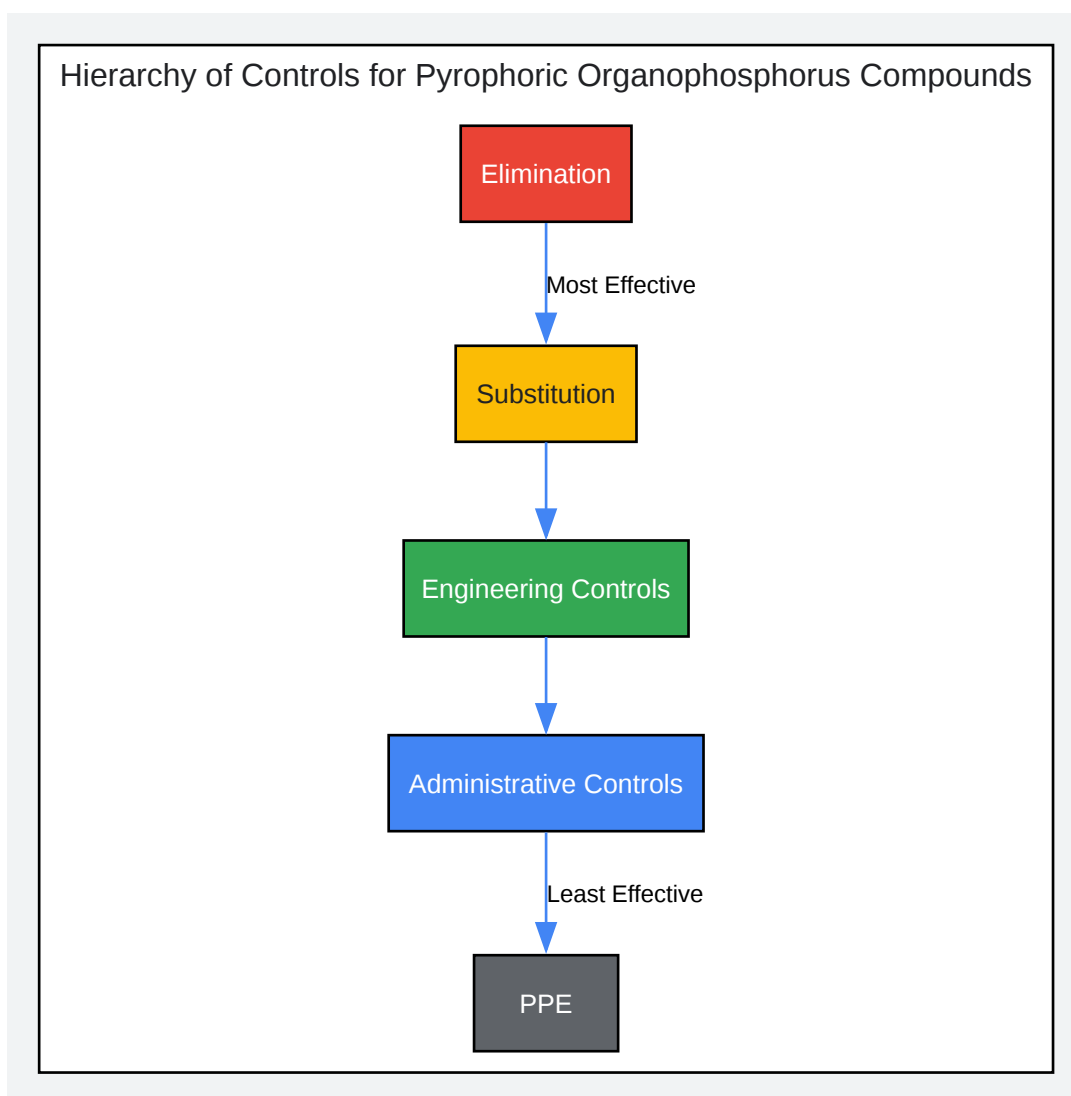 Hierarchy of Controls for Pyrophoric Organophosphorus Compounds
Elimination
Most Effective
Substitution
Engineering Controls
Administrative Controls
Least Effective
PPE